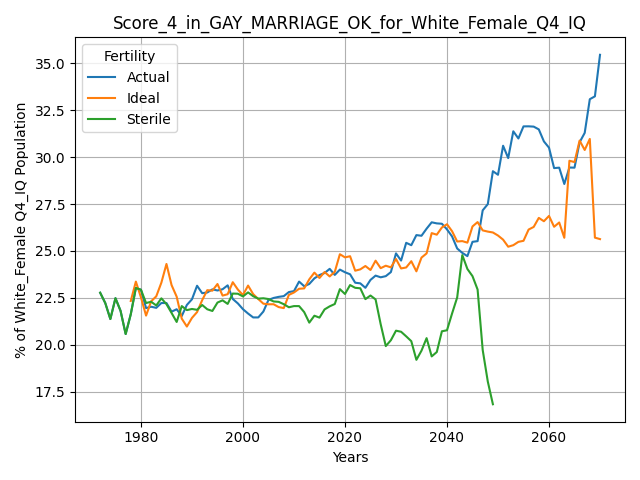 Score_4_in_GAY_MARRIAGE_OK_for_White_Female_Q4_IQ
Fertility
Actual
Ideal
Sterile
% of White_Female Q4_IQ Population
35.0
32.5
30.0
27.5
25.0
22.5
20.0
17.5
1980
2000
2020
2040
2060
Years